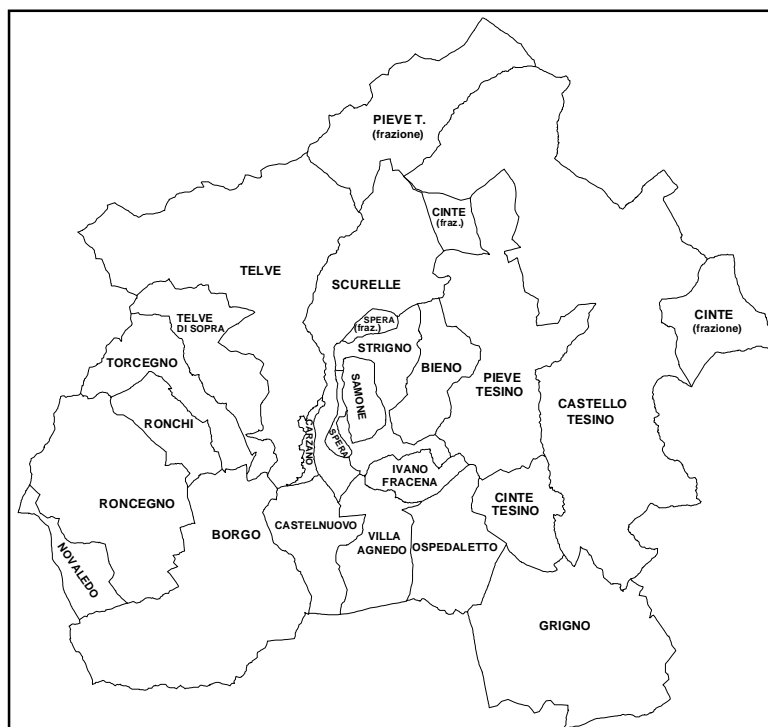 PIEVE T.
(frazione)
CINTE
(fraz.)
TELVE
SCURELLE
CINTE
(frazione)
TELVE
DI SOPRA
SPERA
(fraz.)
STRIGNO
TORCEGNO
BIENO
PIEVE
TESINO
SAMONE
CASTELLO
TESINO
RONCHI
CARZANO
SPERA
IVANO
FRACENA
RONCEGNO
CINTE
TESINO
BORGO
CASTELNUOVO
VILLA
AGNEDO
OSPEDALETTO
NOVALEDO
GRIGNO